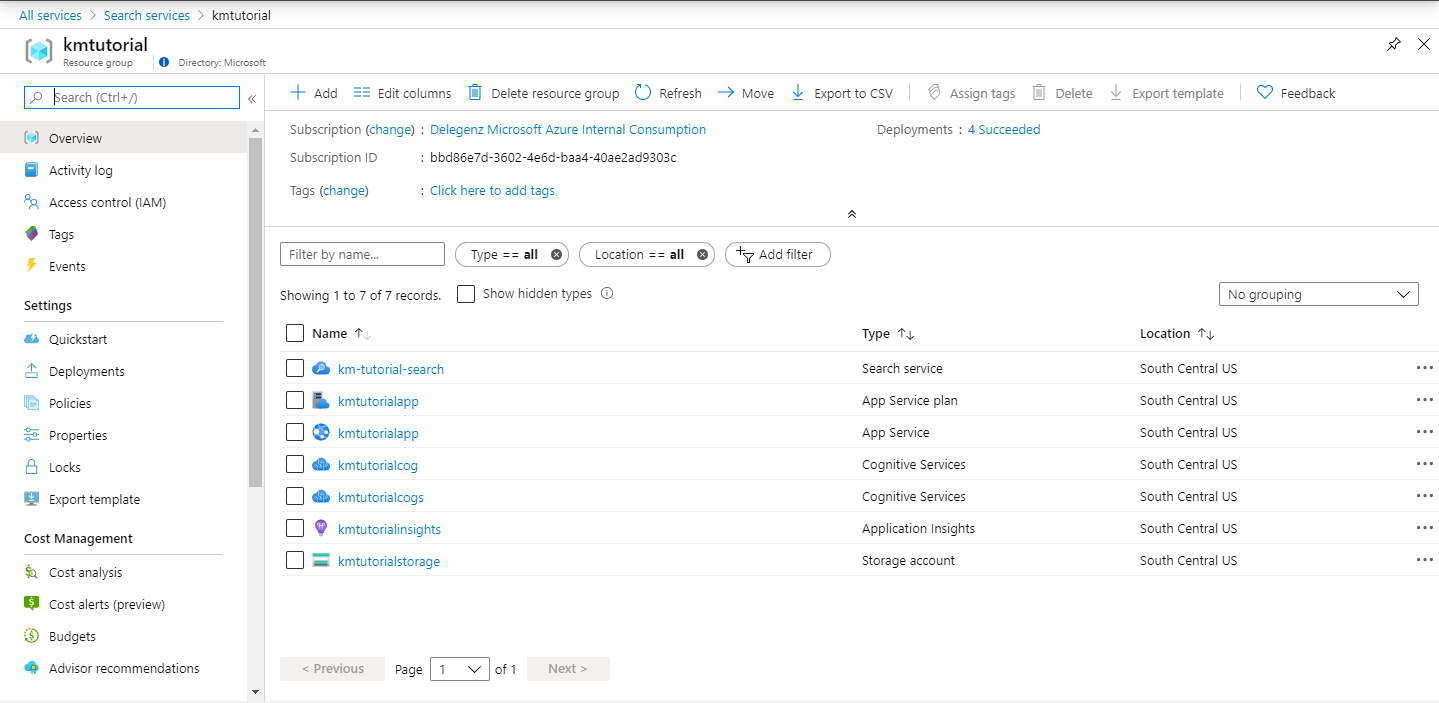 All services > Search services > kmtutorial
kmtutorial
Resource group
Directory: Microsoft
Search (Ctrl+/)
«
Overview
Activity log
Access control (IAM)
Tags
Events
Settings
Quickstart
Deployments
Policies
Properties
Locks
Export template
Cost Management
Cost analysis
Cost alerts (preview)
Budgets
Advisor recommendations
Add Edit columns Delete resource group Refresh Move Export to CSV Assign tags Delete Export template Feedback
Subscription (change) : Delegenz Microsoft Azure Internal Consumption Deployments : 4 Succeeded
Subscription ID : bbd86e7d-3602-4e6d-baa4-40ae2ad9303c
Tags (change) : Click here to add tags
Filter by name... Type == all Location == all Add filter
Showing 1 to 7 of 7 records. Show hidden types No grouping
Name Type Location
km-tutorial-search Search service South Central US
kmtutorialapp App Service plan South Central US
kmtutorialapp App Service South Central US
kmtutorialcog Cognitive Services South Central US
kmtutorialcogs Cognitive Services South Central US
kmtutorialinsights Application Insights South Central US
kmtutorialstorage Storage account South Central US
< Previous Page 1 of 1 Next >